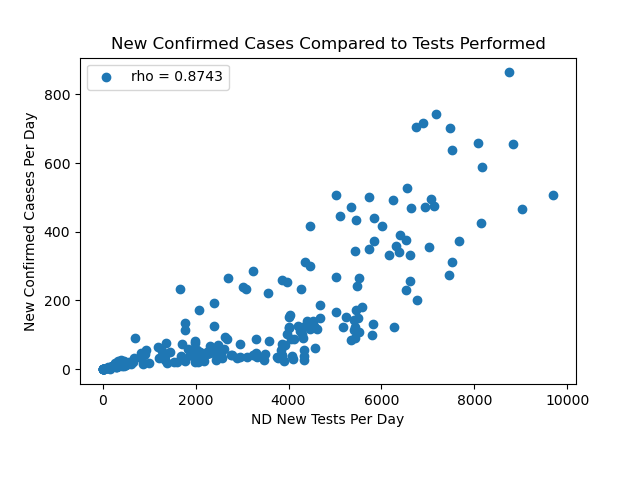 New Confirmed Cases Compared to Tests Performed
rho = 0.8743
New Confirmed Caeses Per Day
800
600
400
200
0
0 2000 4000 6000 8000 10000
ND New Tests Per Day